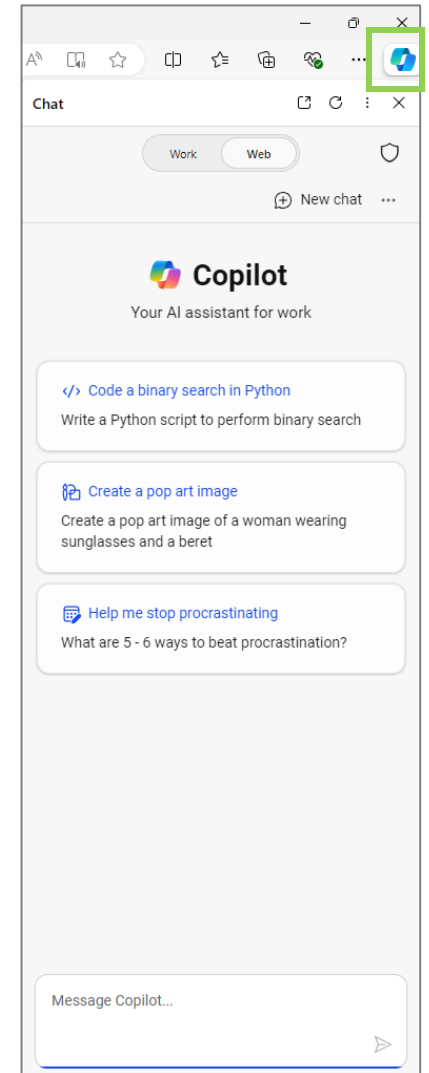 A
Chat
Work Web
New chat
Copilot
Your AI assistant for work
</> Code a binary search in Python
Write a Python script to perform binary search
Create a pop art image
Create a pop art image of a woman wearing
sunglasses and a beret
Help me stop procrastinating
What are 5 - 6 ways to beat procrastination?
Message Copilot...